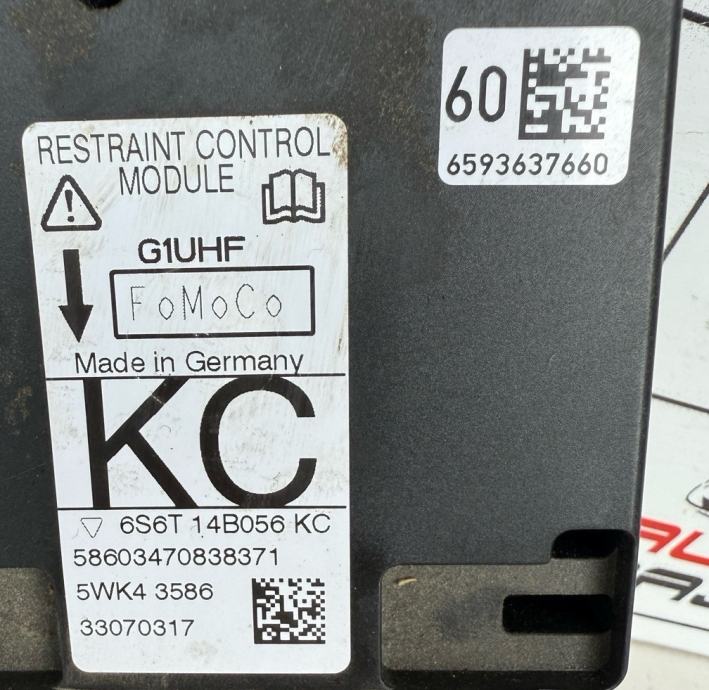 60
6593637660
RESTRAINT CONTROL
MODULE
G1UHF
FoMoCo
Made in Germany
KC
6S6T 14B056 KC
58603470838371
5WK4 3586
33070317